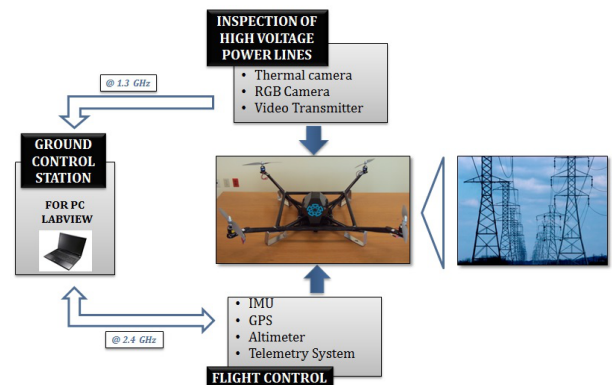 INSPECTION OF
HIGH VOLTAGE
POWER LINES
• Thermal camera
• RGB Camera
• Video Transmitter
@ 1.3 GHz
GROUND
CONTROL
STATION
FOR PC
LABVIEW
@ 2.4 GHz
• IMU
• GPS
• Altimeter
• Telemetry System
FLIGHT CONTROL